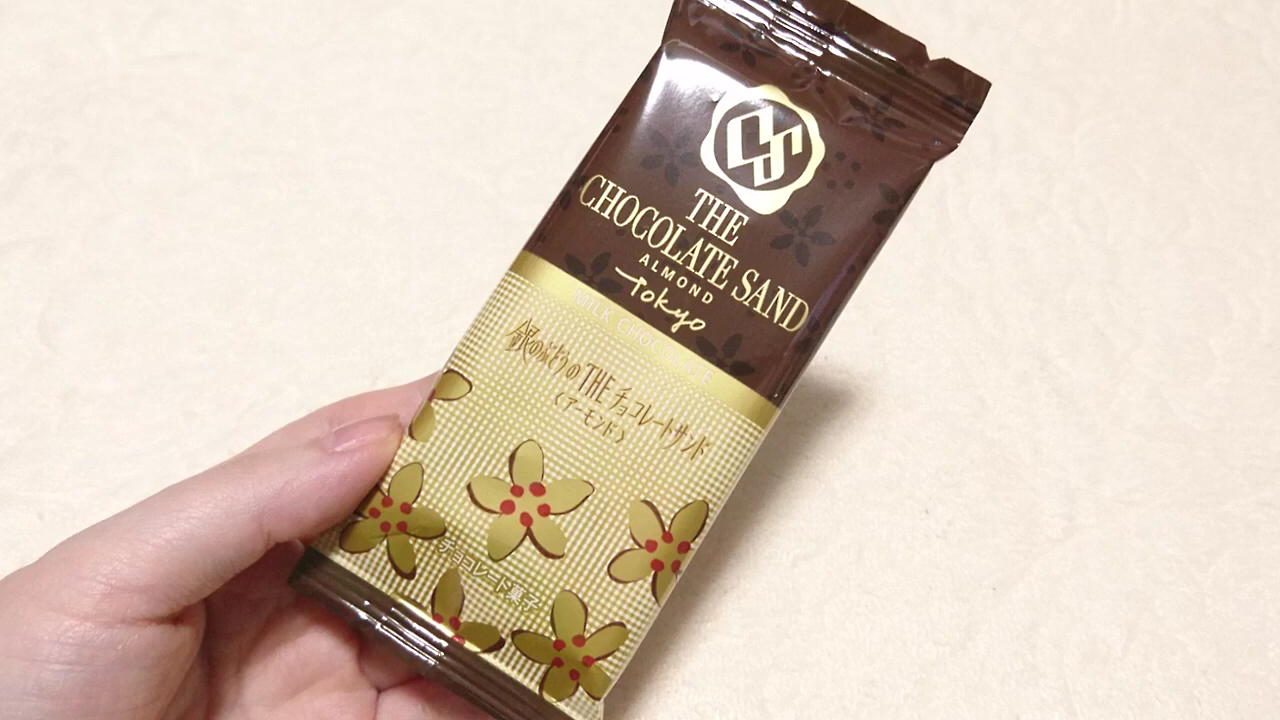 CS
THE
CHOCOLATE SAND
ALMOND
Tokyo
MILK CHOCOLATE
銀のぶどうのTHEチョコレートサンド
〈アーモンド〉
チョコレート菓子